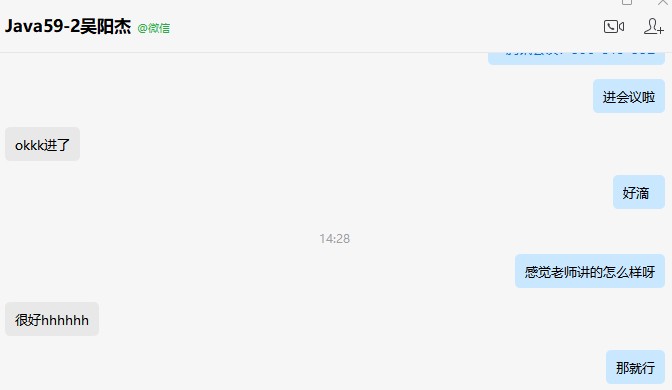 Java59-2吴阳杰 @微信
进会议啦
okkk进了
好滴
14:28
感觉老师讲的怎么样呀
很好hhhhhh
那就行